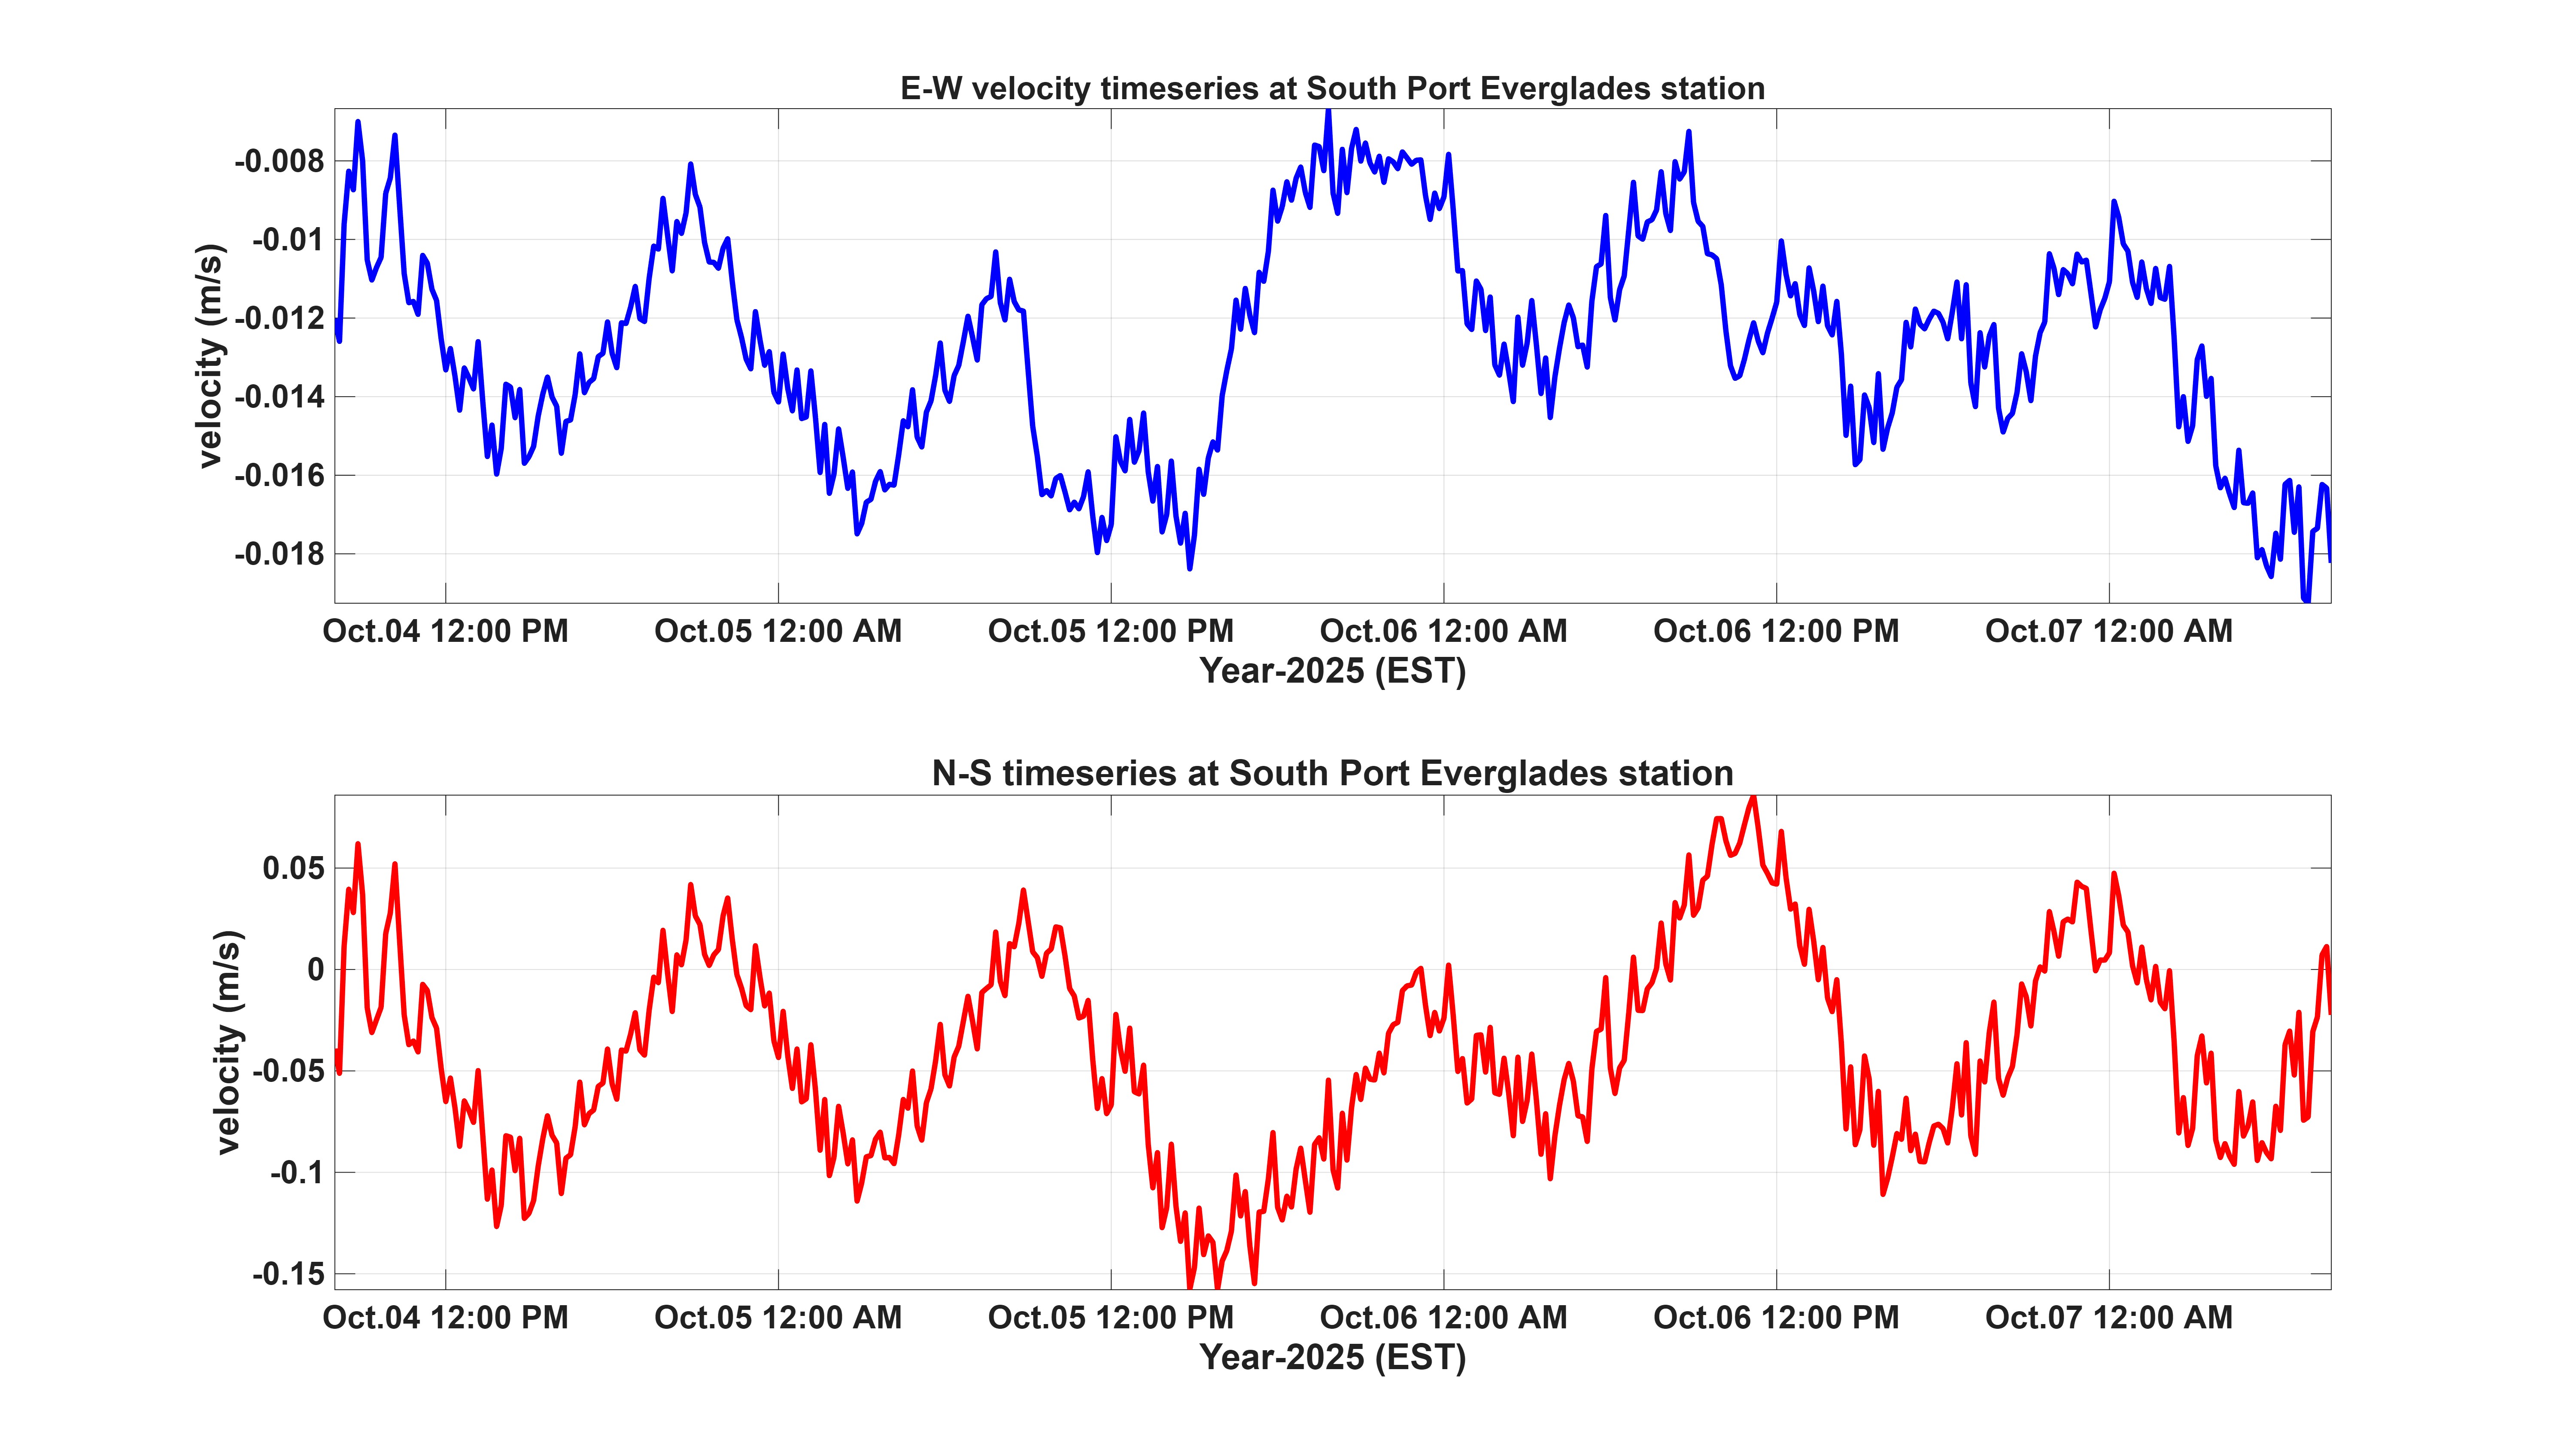 E-W velocity timeseries at South Port Everglades station
velocity (m/s)
-0.008
-0.01
-0.012
-0.014
-0.016
-0.018
Oct.04 12:00 PM Oct.05 12:00 AM Oct.05 12:00 PM Oct.06 12:00 AM Oct.06 12:00 PM Oct.07 12:00 AM
Year-2025 (EST)
N-S timeseries at South Port Everglades station
velocity (m/s)
0.05
0
-0.05
-0.1
-0.15
Oct.04 12:00 PM Oct.05 12:00 AM Oct.05 12:00 PM Oct.06 12:00 AM Oct.06 12:00 PM Oct.07 12:00 AM
Year-2025 (EST)